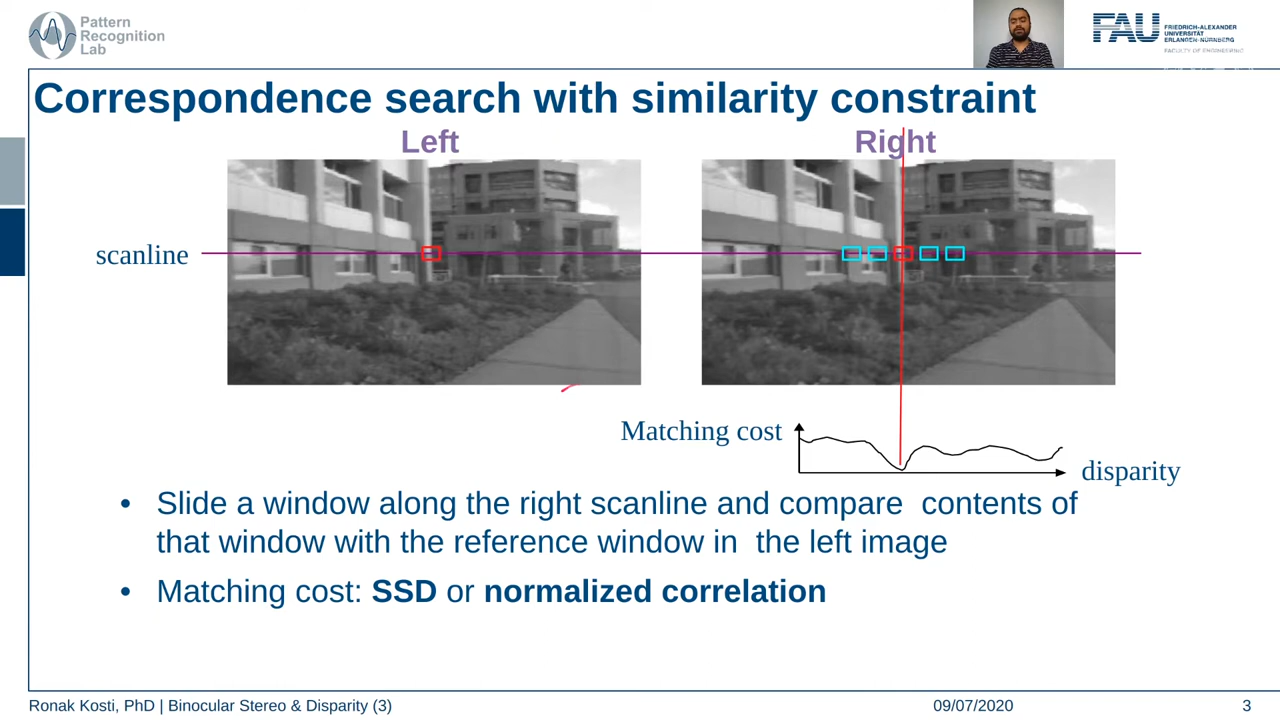 Pattern
Recognition
Lab
FAU
FRIEDRICH-ALEXANDER
UNIVERSITÄT
ERLANGEN-NÜRNBERG
FACULTY OF ENGINEERING
Correspondence search with similarity constraint
Left
Right
scanline
Matching cost
disparity
• Slide a window along the right scanline and compare contents of
that window with the reference window in the left image
• Matching cost: SSD or normalized correlation
Ronak Kosti, PhD | Binocular Stereo & Disparity (3)
09/07/2020
3